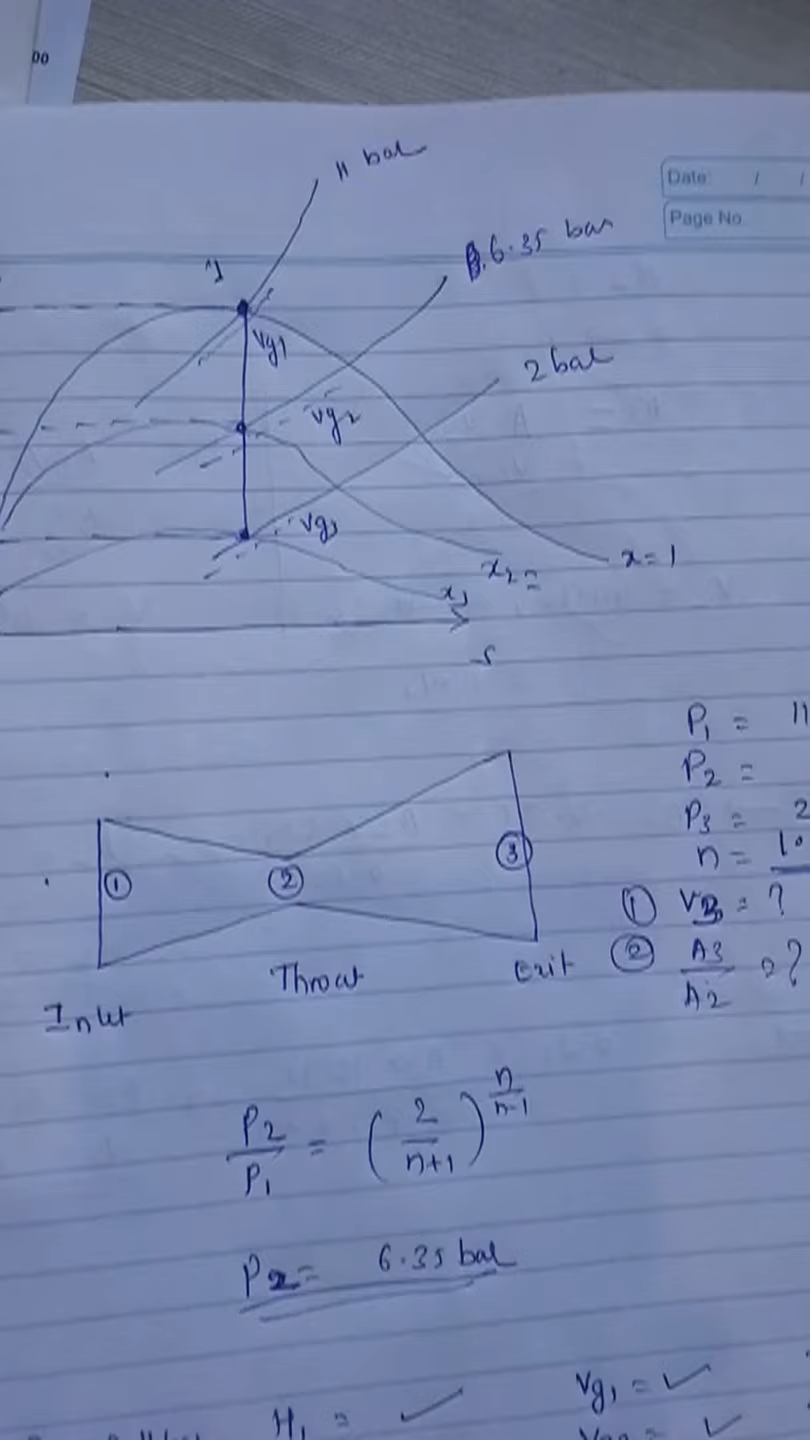 00
11 bar
Date: / /
Page No.
6.35 bar
1
Vg1
2 bar
Vg2
Vg3
x2 =
x = 1
x3
s
P1 = 11
P2 =
P3 = 2
n = 1.
① V3 = ?
② A3/A2 = ?
① ② ③
Inlet Throat Exit
P2/P1 = (2/n+1)^n/n-1
P2 = 6.35 bar
H1 = ✓
Vg1 = ✓